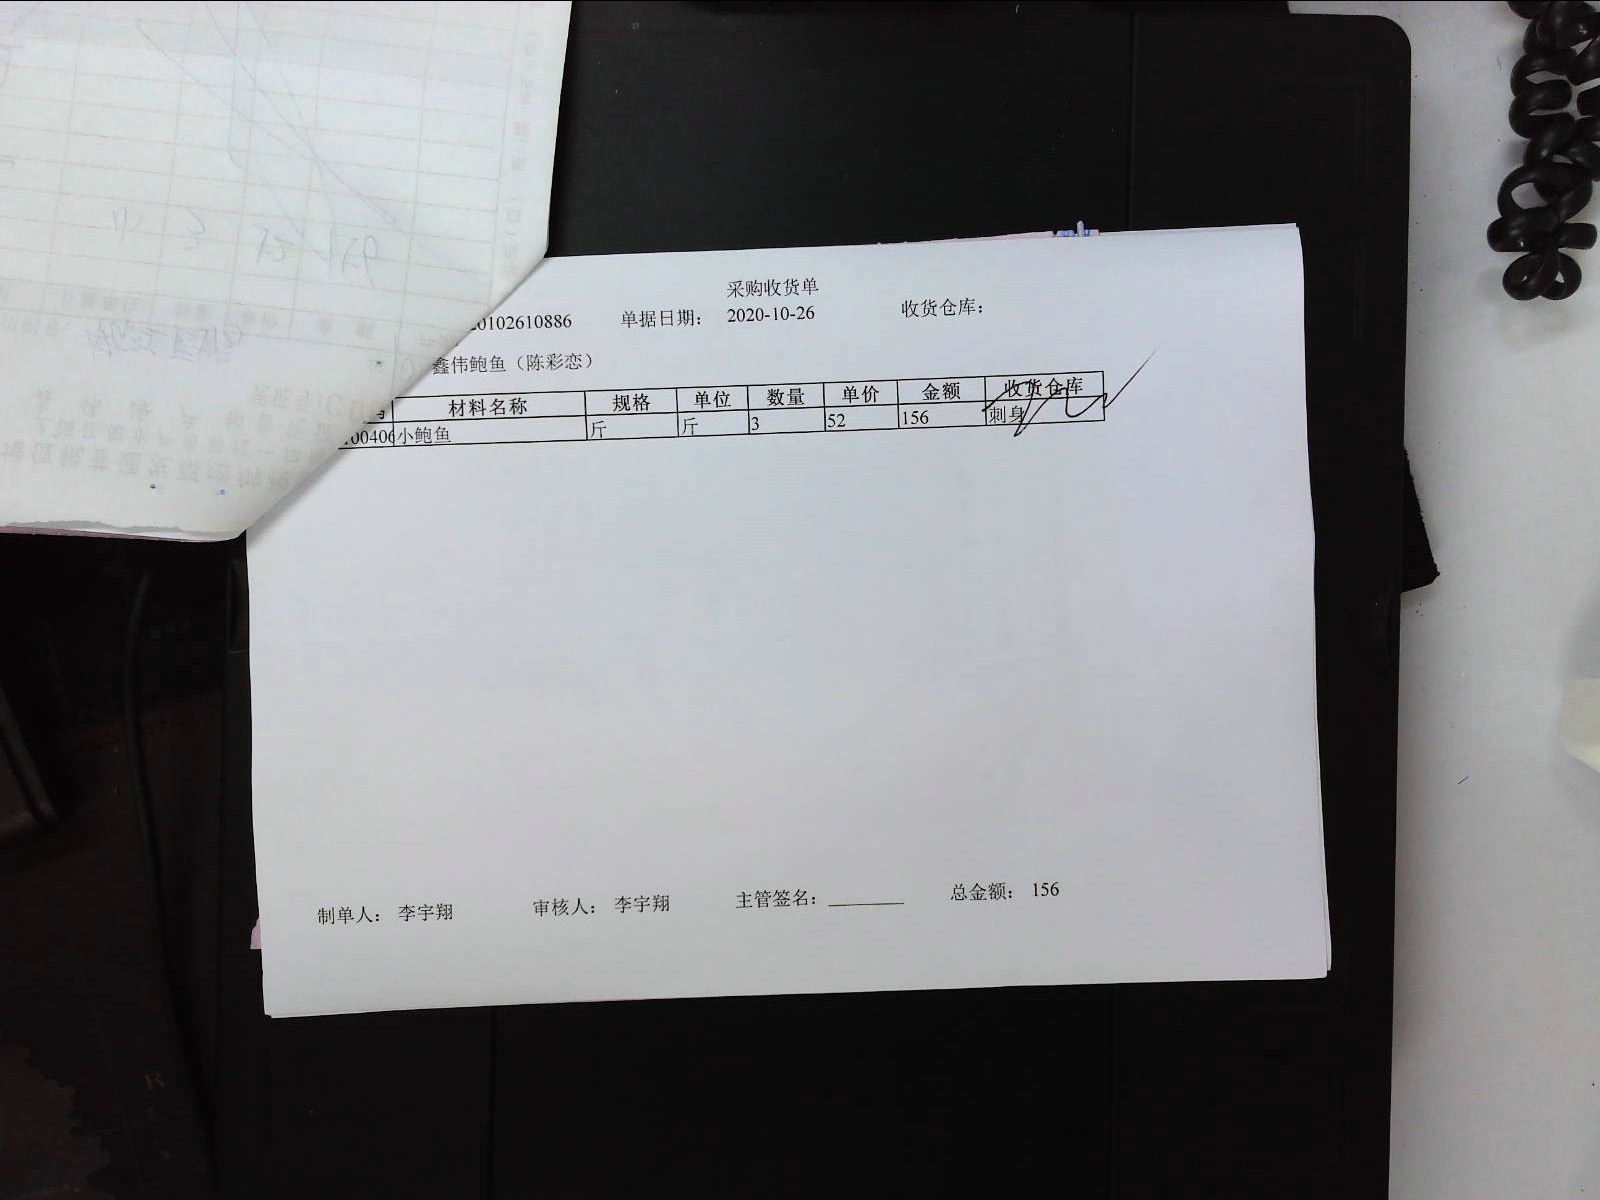 采购收货单
20102610886 单据日期： 2020-10-26 收货仓库：
鑫伟鲍鱼（陈彩恋）
号 材料名称 规格 单位 数量 单价 金额 收货仓库
00406 小鲍鱼 斤 斤 3 52 156 刺身
制单人： 李宇翔 审核人： 李宇翔 主管签名： 总金额： 156